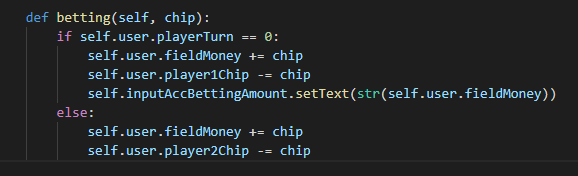 def betting(self, chip):
    if self.user.playerTurn == 0:
        self.user.fieldMoney += chip
        self.user.player1Chip -= chip
        self.inputAccBettingAmount.setText(str(self.user.fieldMoney))
    else:
        self.user.fieldMoney += chip
        self.user.player2Chip -= chip